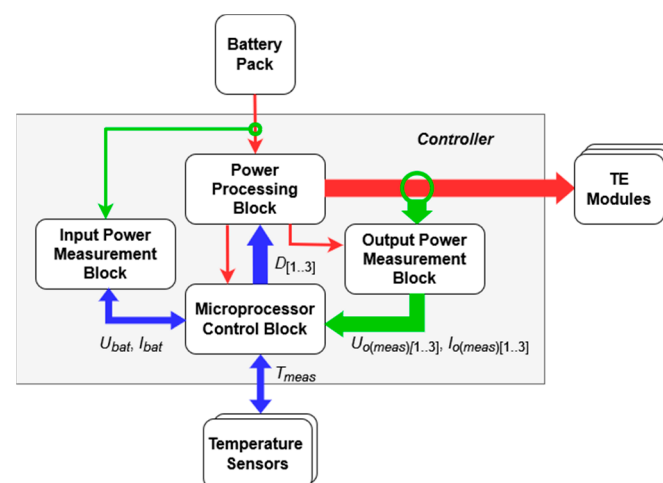 Battery
Pack
Controller
Power
Processing
Block
TE
Modules
Input Power
Measurement
Block
Output Power
Measurement
Block
D[1..3]
Microprocessor
Control Block
Ubat, Ibat
Uo(meas)[1..3], Io(meas)[1..3]
Tmeas
Temperature
Sensors